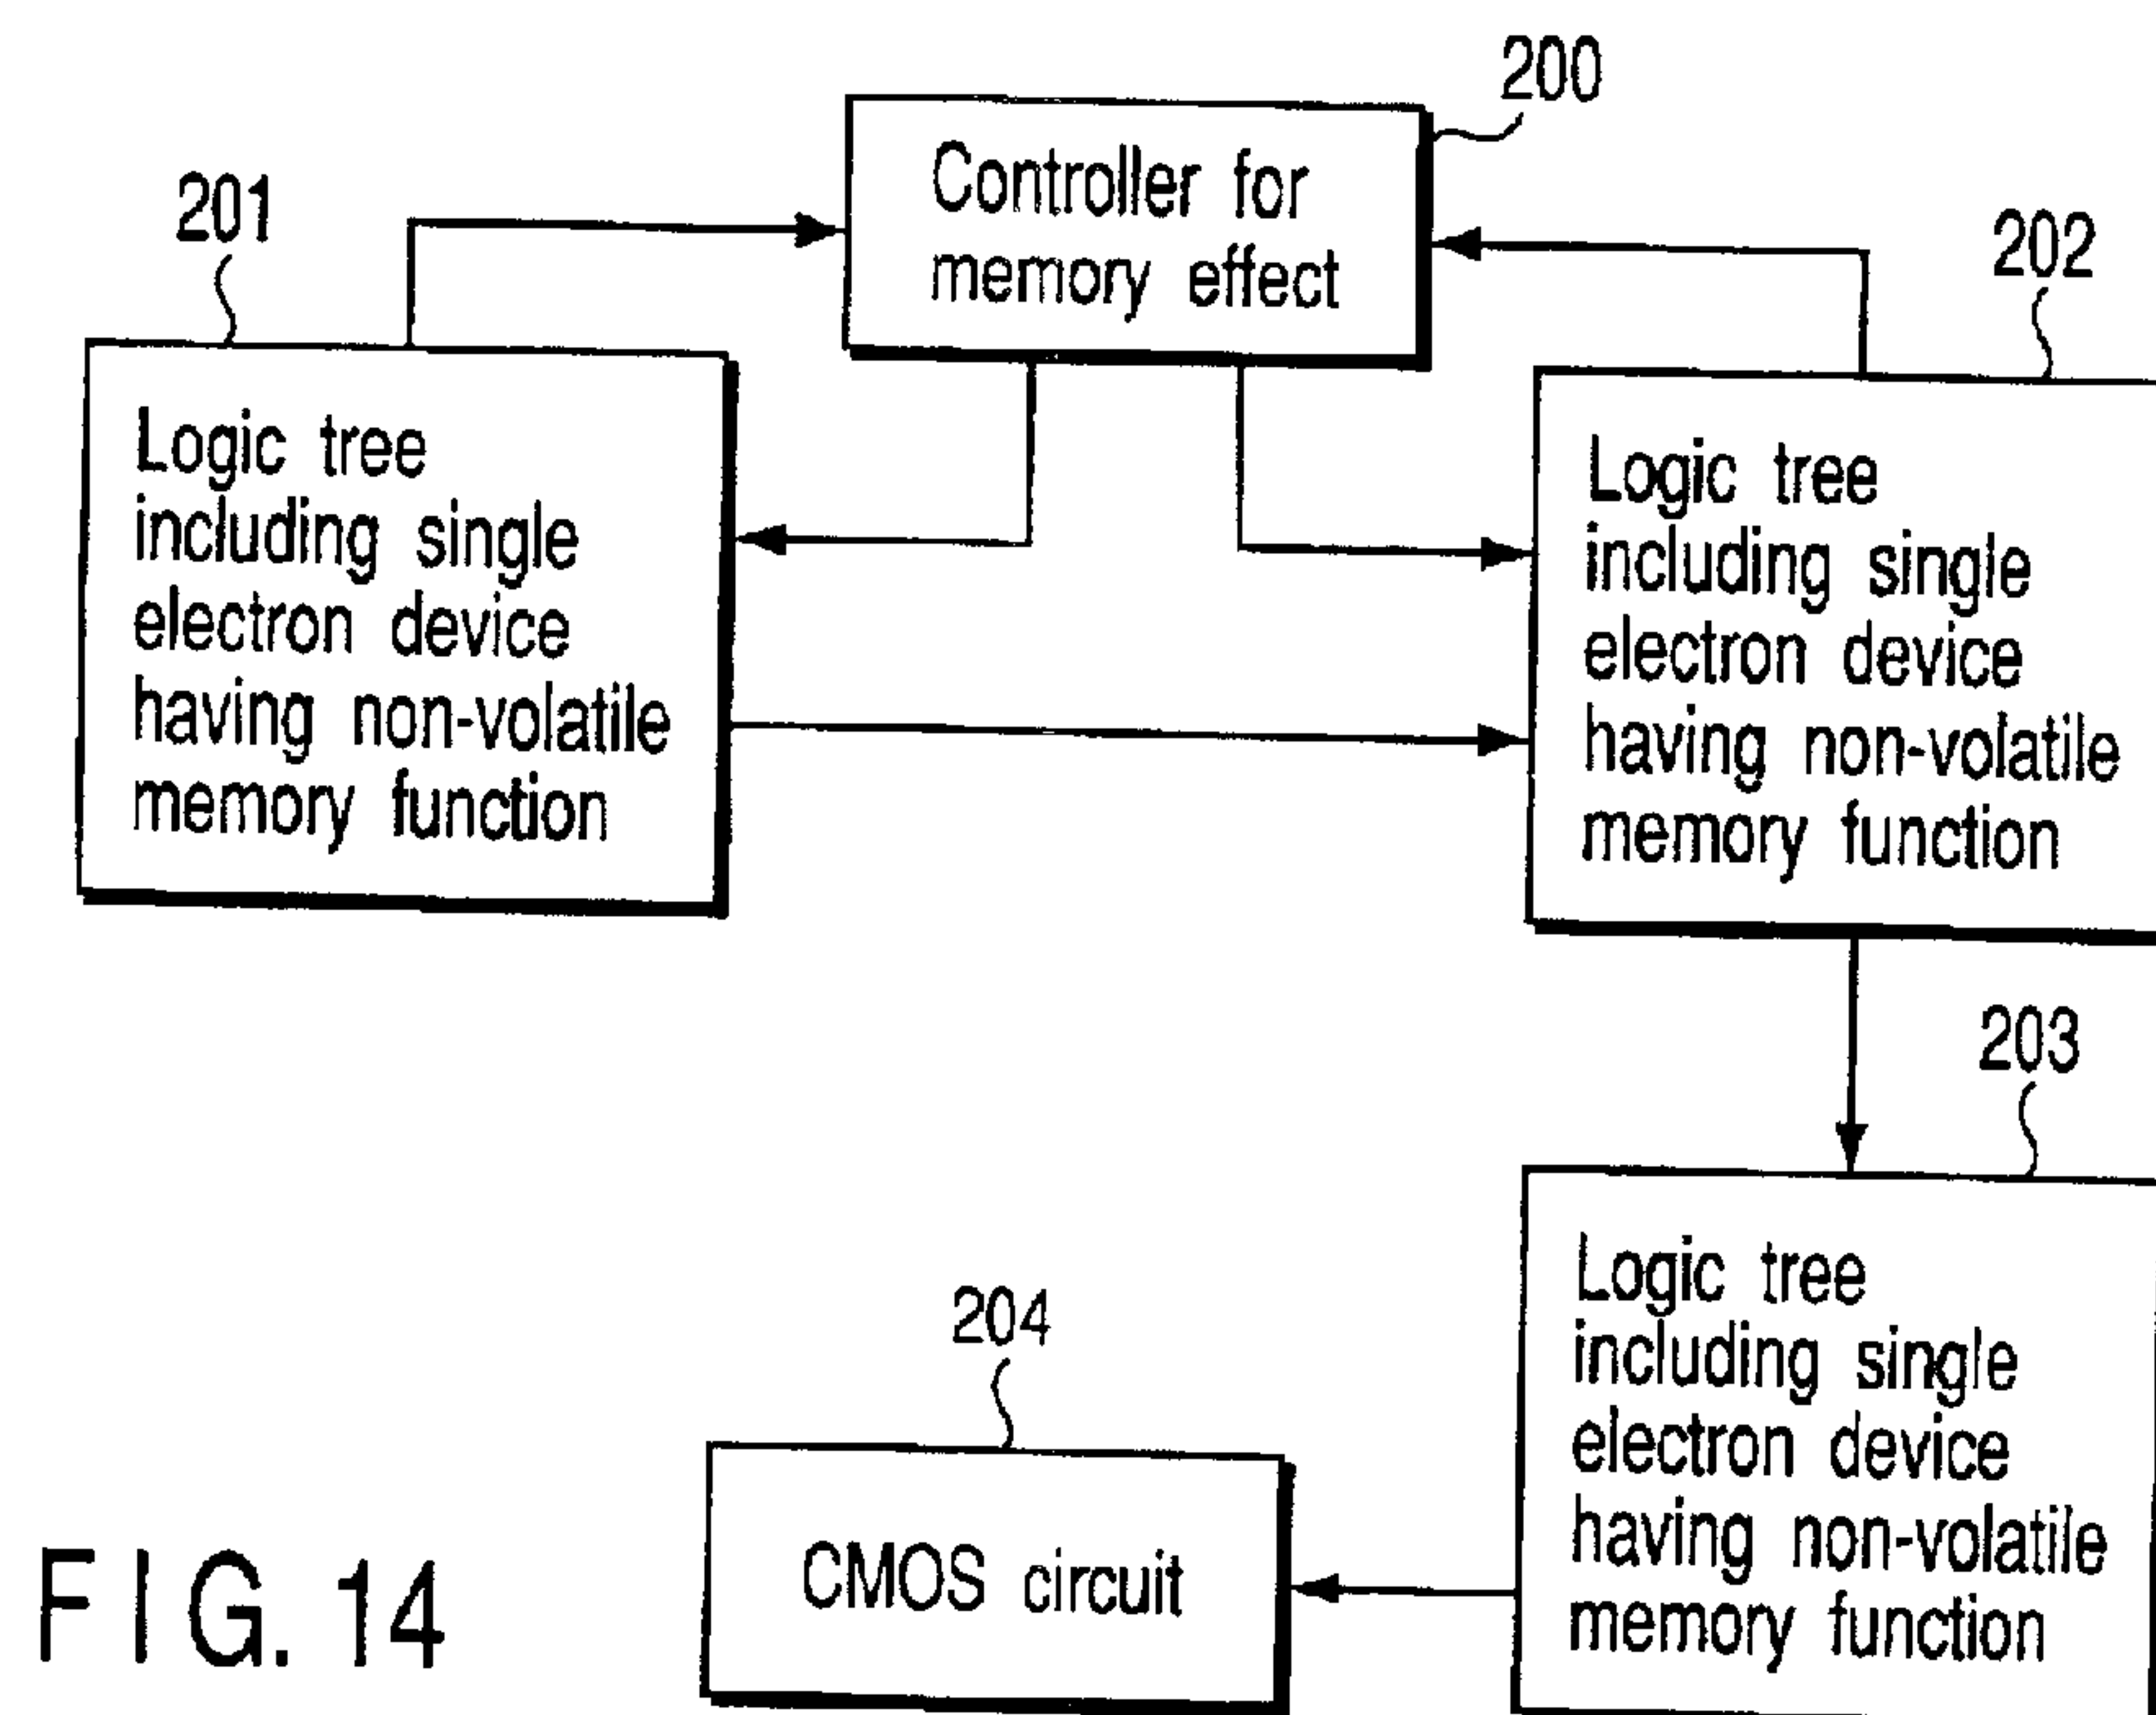 200
Controller for
memory effect
201
Logic tree
including single
electron device
having non-volatile
memory function
202
Logic tree
including single
electron device
having non-volatile
memory function
203
Logic tree
including single
electron device
having non-volatile
memory function
204
CMOS circuit
FIG. 14